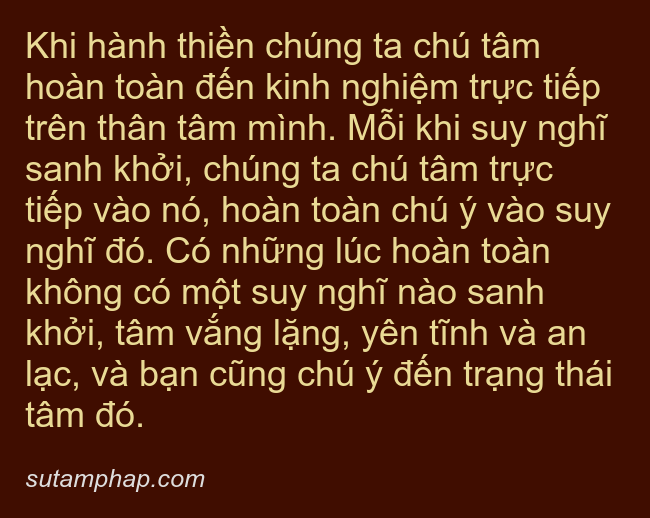 Khi hành thiền chúng ta chú tâm
hoàn toàn đến kinh nghiệm trực tiếp
trên thân tâm mình. Mỗi khi suy nghĩ
sanh khởi, chúng ta chú tâm trực
tiếp vào nó, hoàn toàn chú ý vào suy
nghĩ đó. Có những lúc hoàn toàn
không có một suy nghĩ nào sanh
khởi, tâm vắng lặng, yên tĩnh và an
lạc, và bạn cũng chú ý đến trạng thái
tâm đó.
sutamphap.com